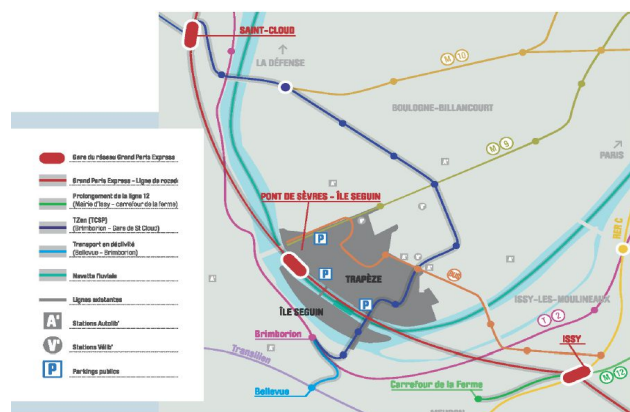 SAINT-CLOUD
LA DÉFENSE
M 10
BOULOGNE-BILLANCOURT
M 9
PARIS
PONT DE SÈVRES - ÎLE SEGUIN
P
P
TRAPÈZE
P
ÎLE SEGUIN
BUS
RER C
ISSY-LES-MOULINEAUX
T 2
Brimborion
ISSY
Transilien
Bellevue
Carrefour de la Ferme
M 12
Gare du réseau Grand Paris Express
Grand Paris Express - Ligne de rocade
Prolongement de la ligne 12
(Mairie d'Issy - carrefour de la ferme)
TZen (TCSP)
(Brimborion - Gare de St Cloud)
Transport en déclivité
(Bellevue - Brimborion)
Navette fluviale
Lignes existantes
A' Stations Autolib'
V' Stations Vélib'
P Parkings publics